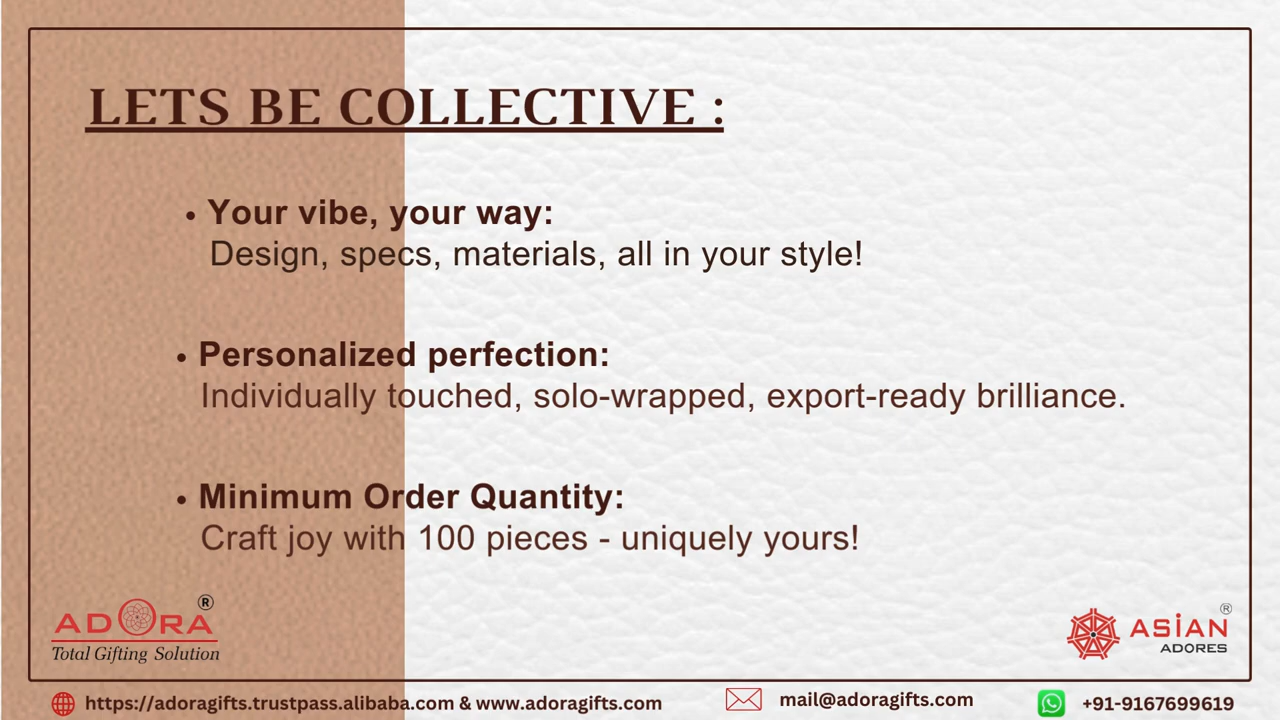 LETS BE COLLECTIVE :
• Your vibe, your way:
Design, specs, materials, all in your style!
• Personalized perfection:
Individually touched, solo-wrapped, export-ready brilliance.
• Minimum Order Quantity:
Craft joy with 100 pieces - uniquely yours!
ADORA®
Total Gifting Solution
ASiAN®
ADORES
https://adoragifts.trustpass.alibaba.com & www.adoragifts.com
mail@adoragifts.com
+91-9167699619